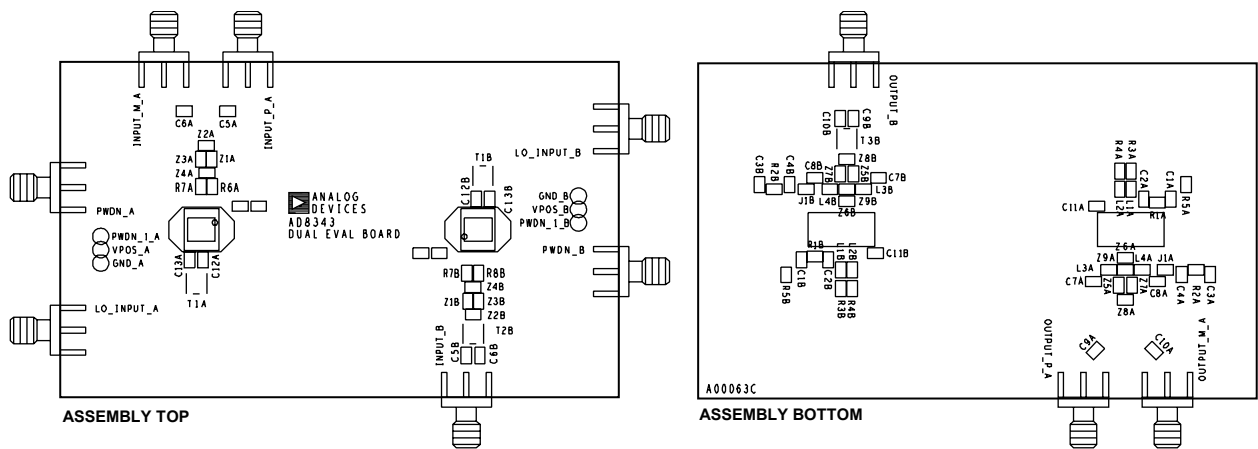 INPUT_M_A
INPUT_P_A
C6A
C5A
Z2A
Z3A
Z1A
Z4A
R7A
R6A
PWDN_A
PWDN_1_A
VPOS_A
GND_A
C13A
C12A
T1A
LO_INPUT_A
ANALOG
DEVICES
AD8343
DUAL EVAL BOARD
T1B
C12B
C13B
LO_INPUT_B
GND_B
VPOS_B
PWDN_1_B
PWDN_B
R7B
R8B
Z4B
Z1B
Z3B
Z2B
T2B
INPUT_B
C5B
C6B
ASSEMBLY TOP
OUTPUT_B
C10B
C9B
T3B
Z8B
C3B
R2B
C4B
C8B
Z7B
Z5B
C7B
J1B
L4B
L3B
Z9B
Z6B
R1B
L1B
L2B
C11B
R5B
C1B
C2B
R3B
R4B
R4A
R3A
C2A
C1A
R5A
C11A
L2A
L1A
R1A
Z6A
Z9A
L3A
L4A
J1A
C7A
Z5A
Z7A
C8A
C4A
R2A
C3A
Z8A
C9A
C10A
OUTPUT_P_A
OUTPUT_M_A
A00063C
ASSEMBLY BOTTOM